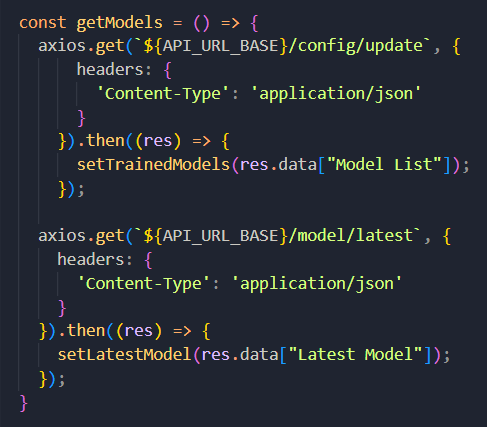 const getModels = () => {
  axios.get(`${API_URL_BASE}/config/update`, {
      headers: {
        'Content-Type': 'application/json'
      }
    }).then((res) => {
      setTrainedModels(res.data["Model List"]);
    });

  axios.get(`${API_URL_BASE}/model/latest`, {
    headers: {
      'Content-Type': 'application/json'
    }
  }).then((res) => {
    setLatestModel(res.data["Latest Model"]);
  });
}